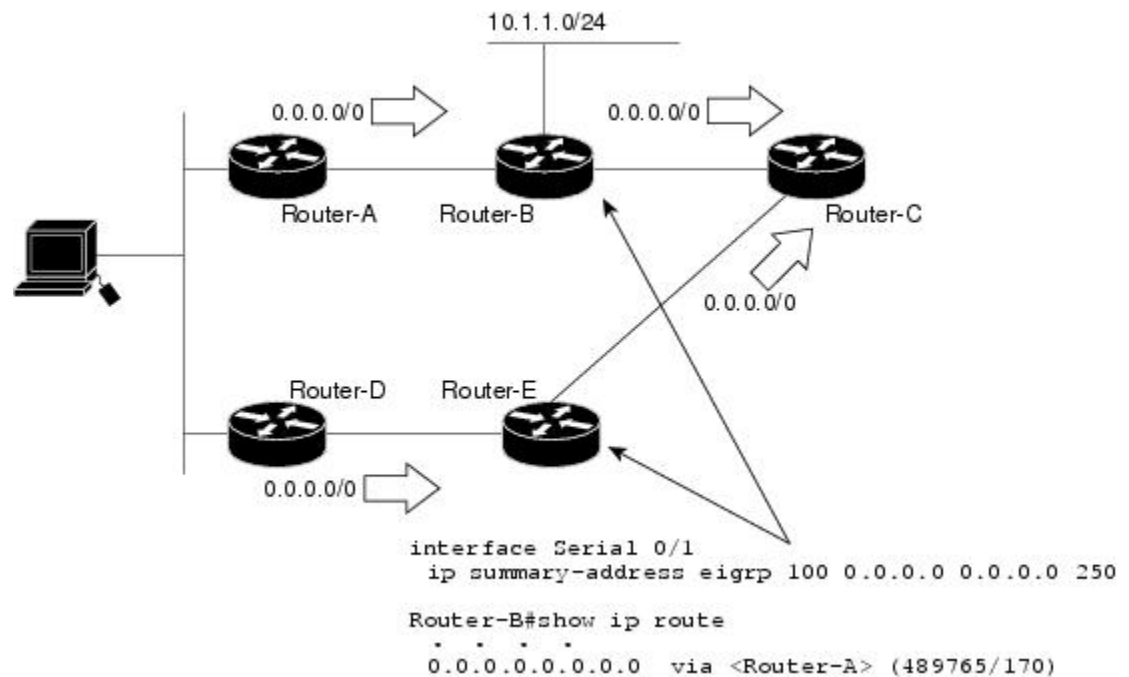 10.1.1.0/24
0.0.0.0/0
0.0.0.0/0
Router-A
Router-B
Router-C
0.0.0.0/0
Router-D
Router-E
0.0.0.0/0
interface Serial 0/1
ip summary-address eigrp 100 0.0.0.0 0.0.0.0 250
Router-B#show ip route
. . . .
0.0.0.0.0.0.0.0 via <Router-A> (489765/170)